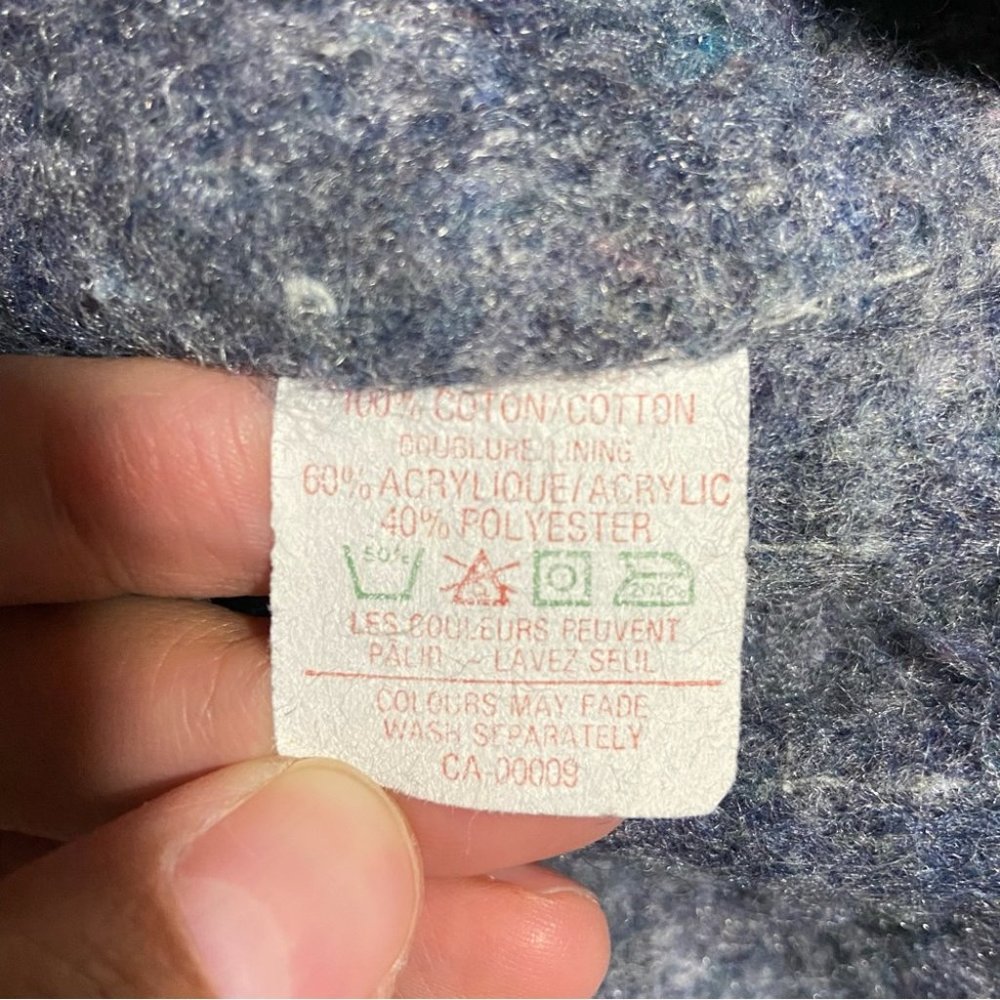 100% COTON/COTTON
DOUBLURE LINING
60% ACRYLIQUE/ACRYLIC
40% POLYESTER
50°C
LES COULEURS PEUVENT
PALIR - LAVEZ SEUL
COLOURS MAY FADE
WASH SEPARATELY
CA-00009